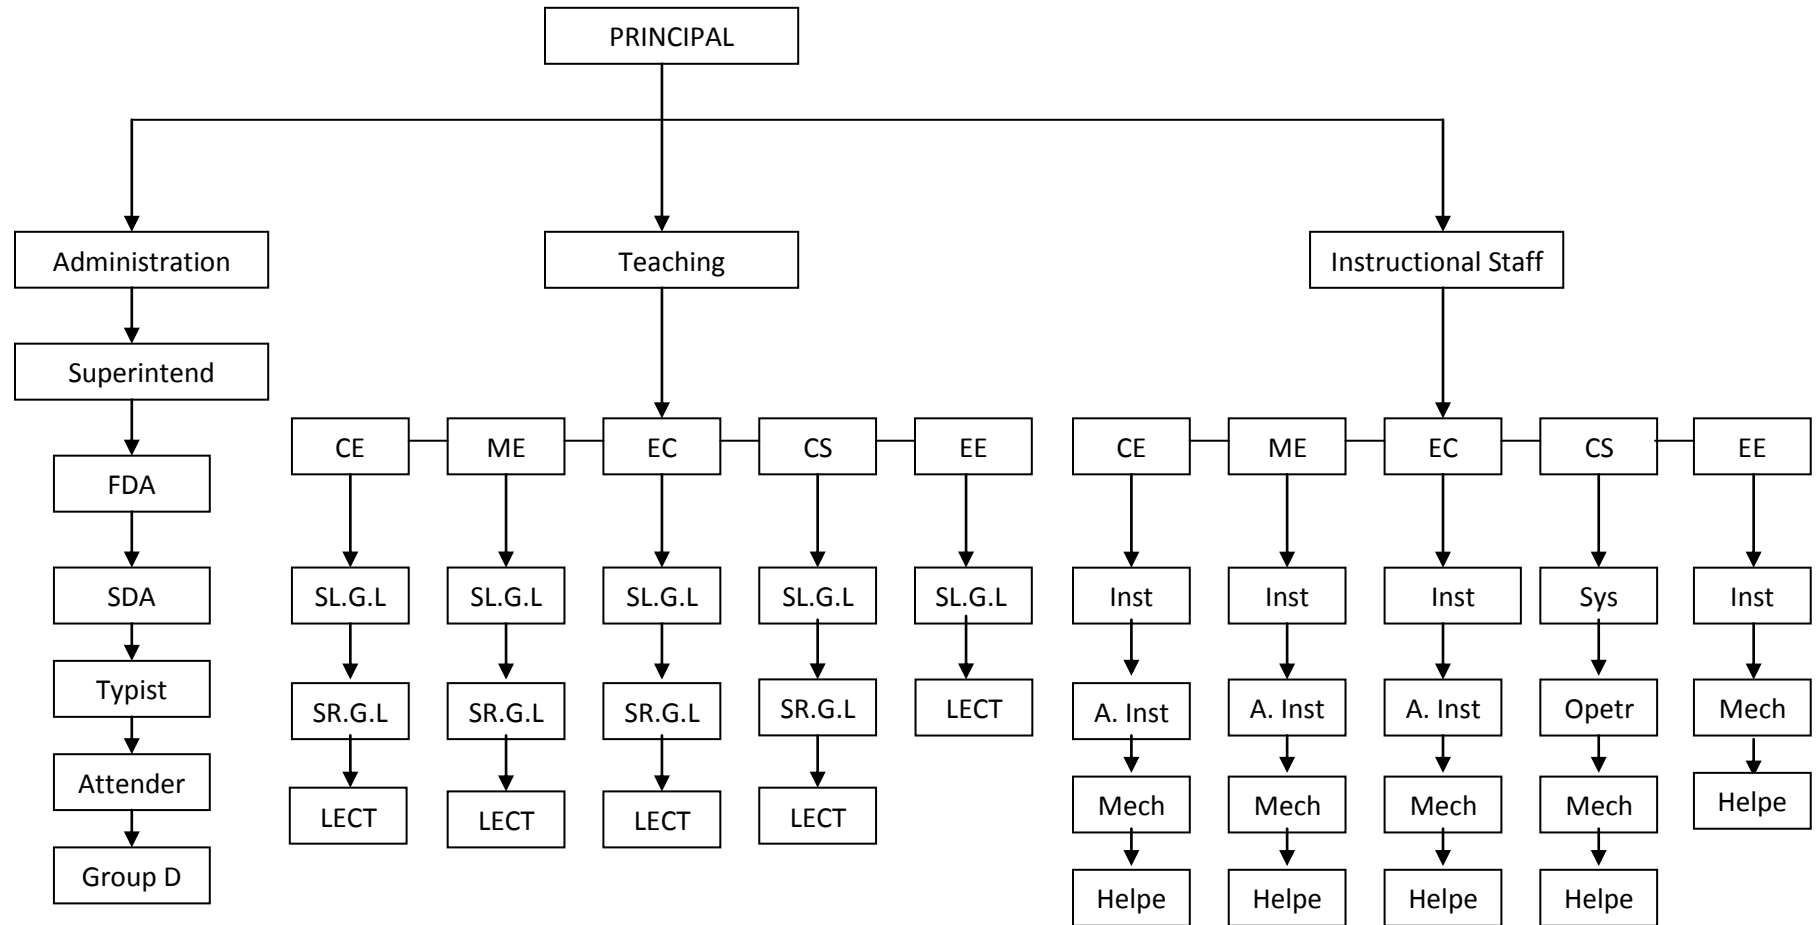 PRINCIPAL
Administration
Teaching
Instructional Staff
Superintend
CE
ME
EC
CS
EE
CE
ME
EC
CS
EE
FDA
SDA
SL.G.L
SL.G.L
SL.G.L
SL.G.L
SL.G.L
Inst
Inst
Inst
Sys
Inst
Typist
SR.G.L
SR.G.L
SR.G.L
SR.G.L
LECT
A. Inst
A. Inst
A. Inst
Opetr
Mech
Attender
LECT
LECT
LECT
LECT
Mech
Mech
Mech
Mech
Helpe
Group D
Helpe
Helpe
Helpe
Helpe